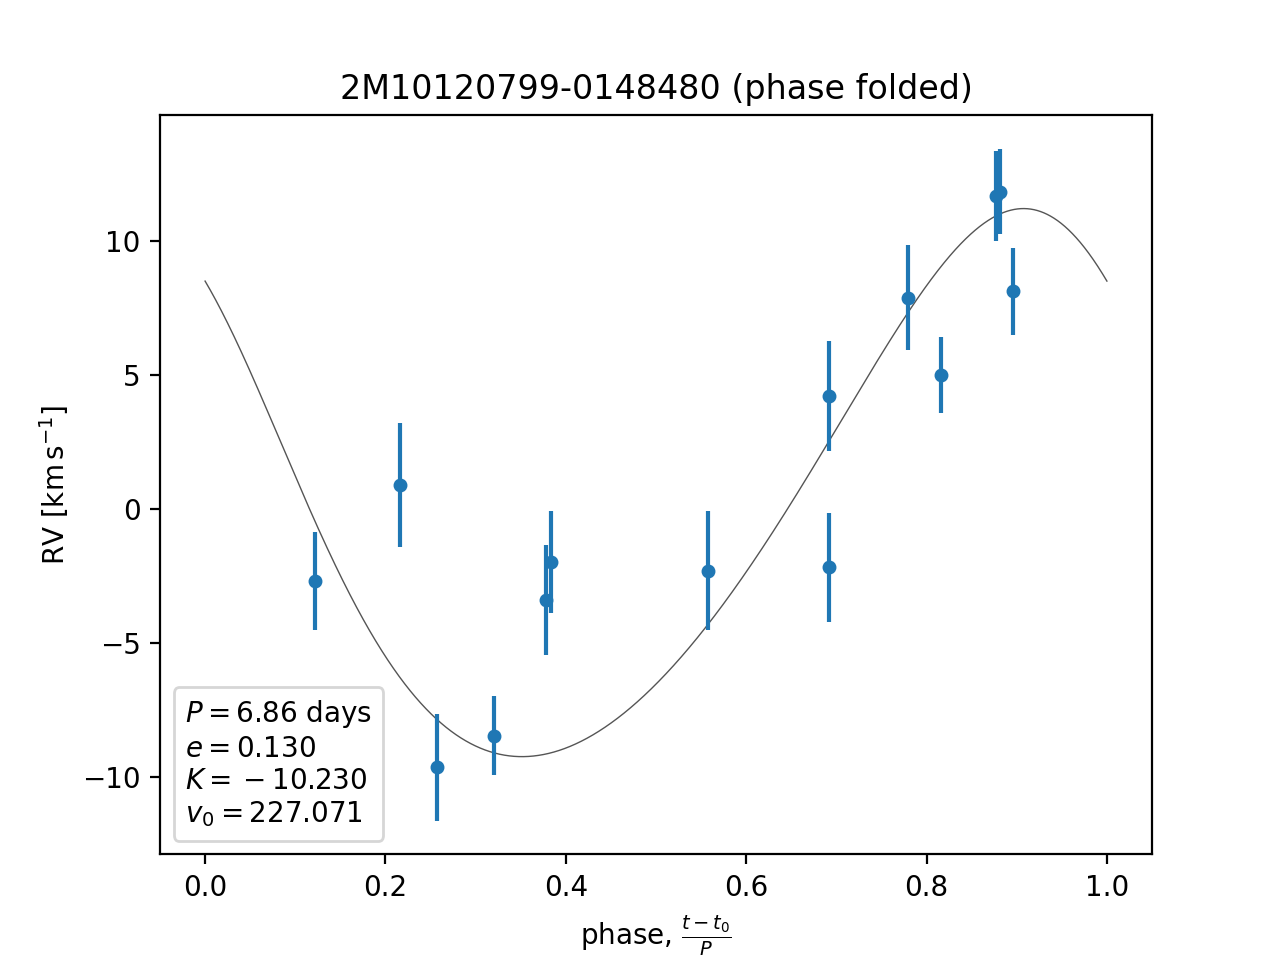 2M10120799-0148480 (phase folded)
RV [km s⁻¹]
10
5
0
−5
−10
P = 6.86 days
e = 0.130
K = −10.230
v₀ = 227.071
0.0 0.2 0.4 0.6 0.8 1.0
phase, (t − t₀)/P